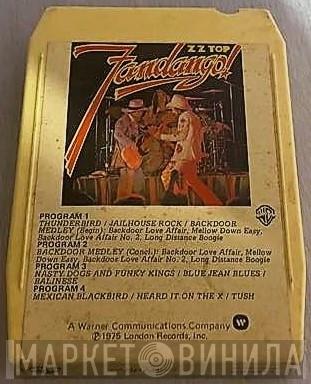 ZZ TOP
Fandango!
PROGRAM 1
THUNDERBIRD / JAILHOUSE ROCK / BACKDOOR
MEDLEY (Begin): Backdoor Love Affair, Mellow Down Easy,
Backdoor Love Affair No. 2, Long Distance Boogie
PROGRAM 2
BACKDOOR MEDLEY (Concl.): Backdoor Love Affair, Mellow
Down Easy, Backdoor Love Affair No. 2, Long Distance Boogie
PROGRAM 3
NASTY DOGS AND FUNKY KINGS / BLUE JEAN BLUES /
BALINESE
PROGRAM 4
MEXICAN BLACKBIRD / HEARD IT ON THE X / TUSH
A Warner Communications Company
℗ 1975 London Records, Inc.
МАРКЕТ ВИНИЛА